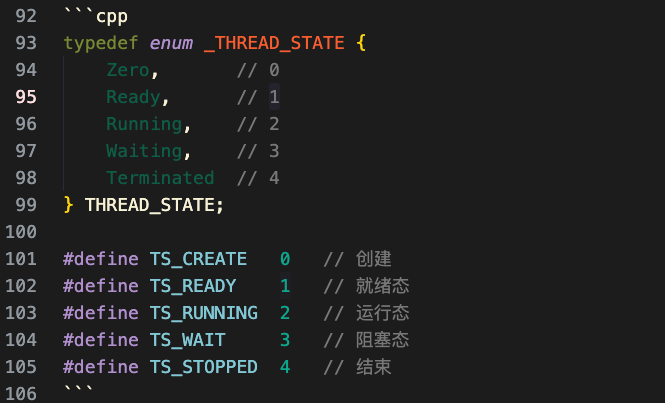 92 ```cpp
93 typedef enum _THREAD_STATE {
94     Zero,       // 0
95     Ready,      // 1
96     Running,    // 2
97     Waiting,    // 3
98     Terminated  // 4
99 } THREAD_STATE;
100
101 #define TS_CREATE   0   // 创建
102 #define TS_READY    1   // 就绪态
103 #define TS_RUNNING  2   // 运行态
104 #define TS_WAIT     3   // 阻塞态
105 #define TS_STOPPED  4   // 结束
106 ```